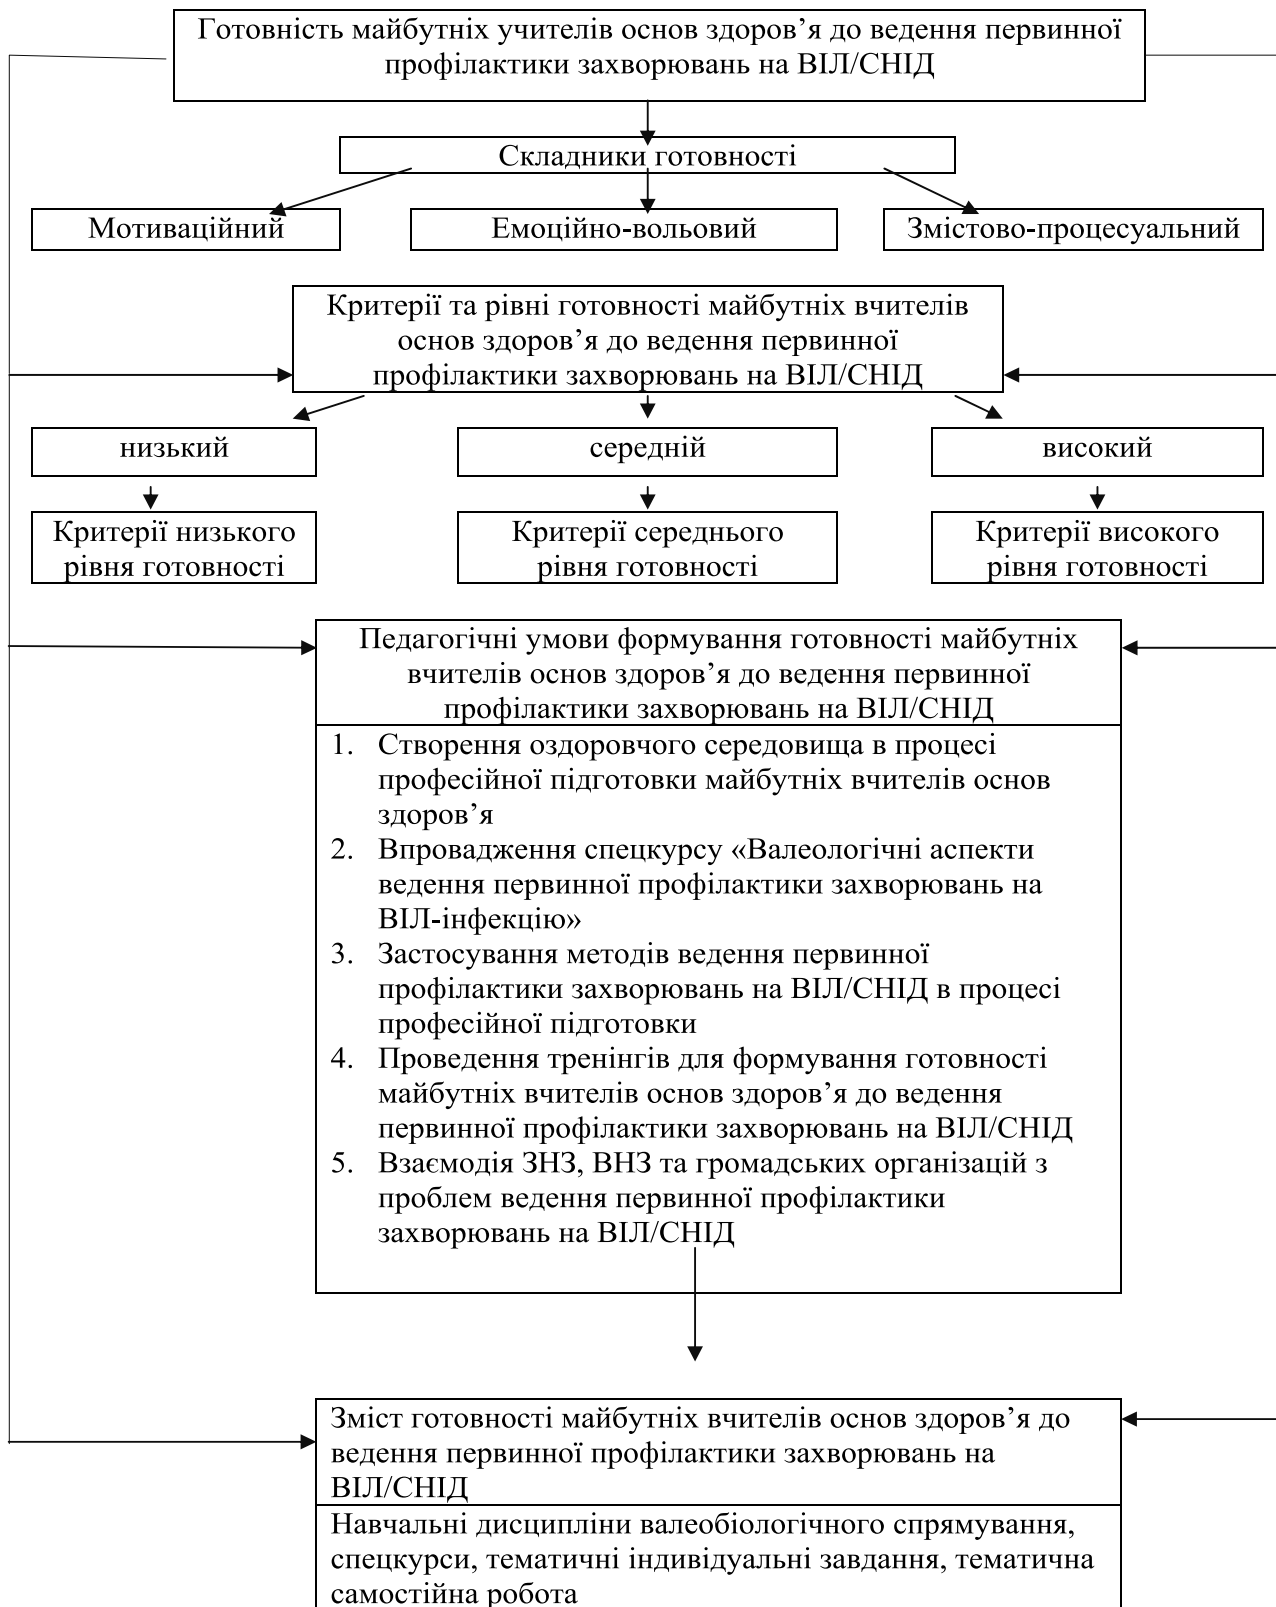 Готовність майбутніх учителів основ здоров’я до ведення первинної
профілактики захворювань на ВІЛ/СНІД
Складники готовності
Мотиваційний
Емоційно-вольовий
Змістово-процесуальний
Критерії та рівні готовності майбутніх вчителів
основ здоров’я до ведення первинної
профілактики захворювань на ВІЛ/СНІД
низький
середній
високий
Критерії низького
рівня готовності
Критерії середнього
рівня готовності
Критерії високого
рівня готовності
Педагогічні умови формування готовності майбутніх
вчителів основ здоров’я до ведення первинної
профілактики захворювань на ВІЛ/СНІД
1. Створення оздоровчого середовища в процесі
професійної підготовки майбутніх вчителів основ
здоров’я
2. Впровадження спецкурсу «Валеологічні аспекти
ведення первинної профілактики захворювань на
ВІЛ-інфекцію»
3. Застосування методів ведення первинної
профілактики захворювань на ВІЛ/СНІД в процесі
професійної підготовки
4. Проведення тренінгів для формування готовності
майбутніх вчителів основ здоров’я до ведення
первинної профілактики захворювань на ВІЛ/СНІД
5. Взаємодія ЗНЗ, ВНЗ та громадських організацій з
проблем ведення первинної профілактики
захворювань на ВІЛ/СНІД
Зміст готовності майбутніх вчителів основ здоров’я до
ведення первинної профілактики захворювань на
ВІЛ/СНІД
Навчальні дисципліни валеобіологічного спрямування,
спецкурси, тематичні індивідуальні завдання, тематична
самостійна робота